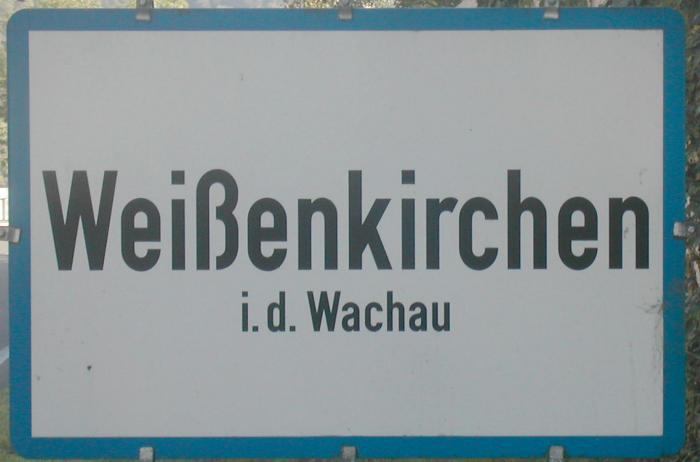 Weißenkirchen
i. d. Wachau